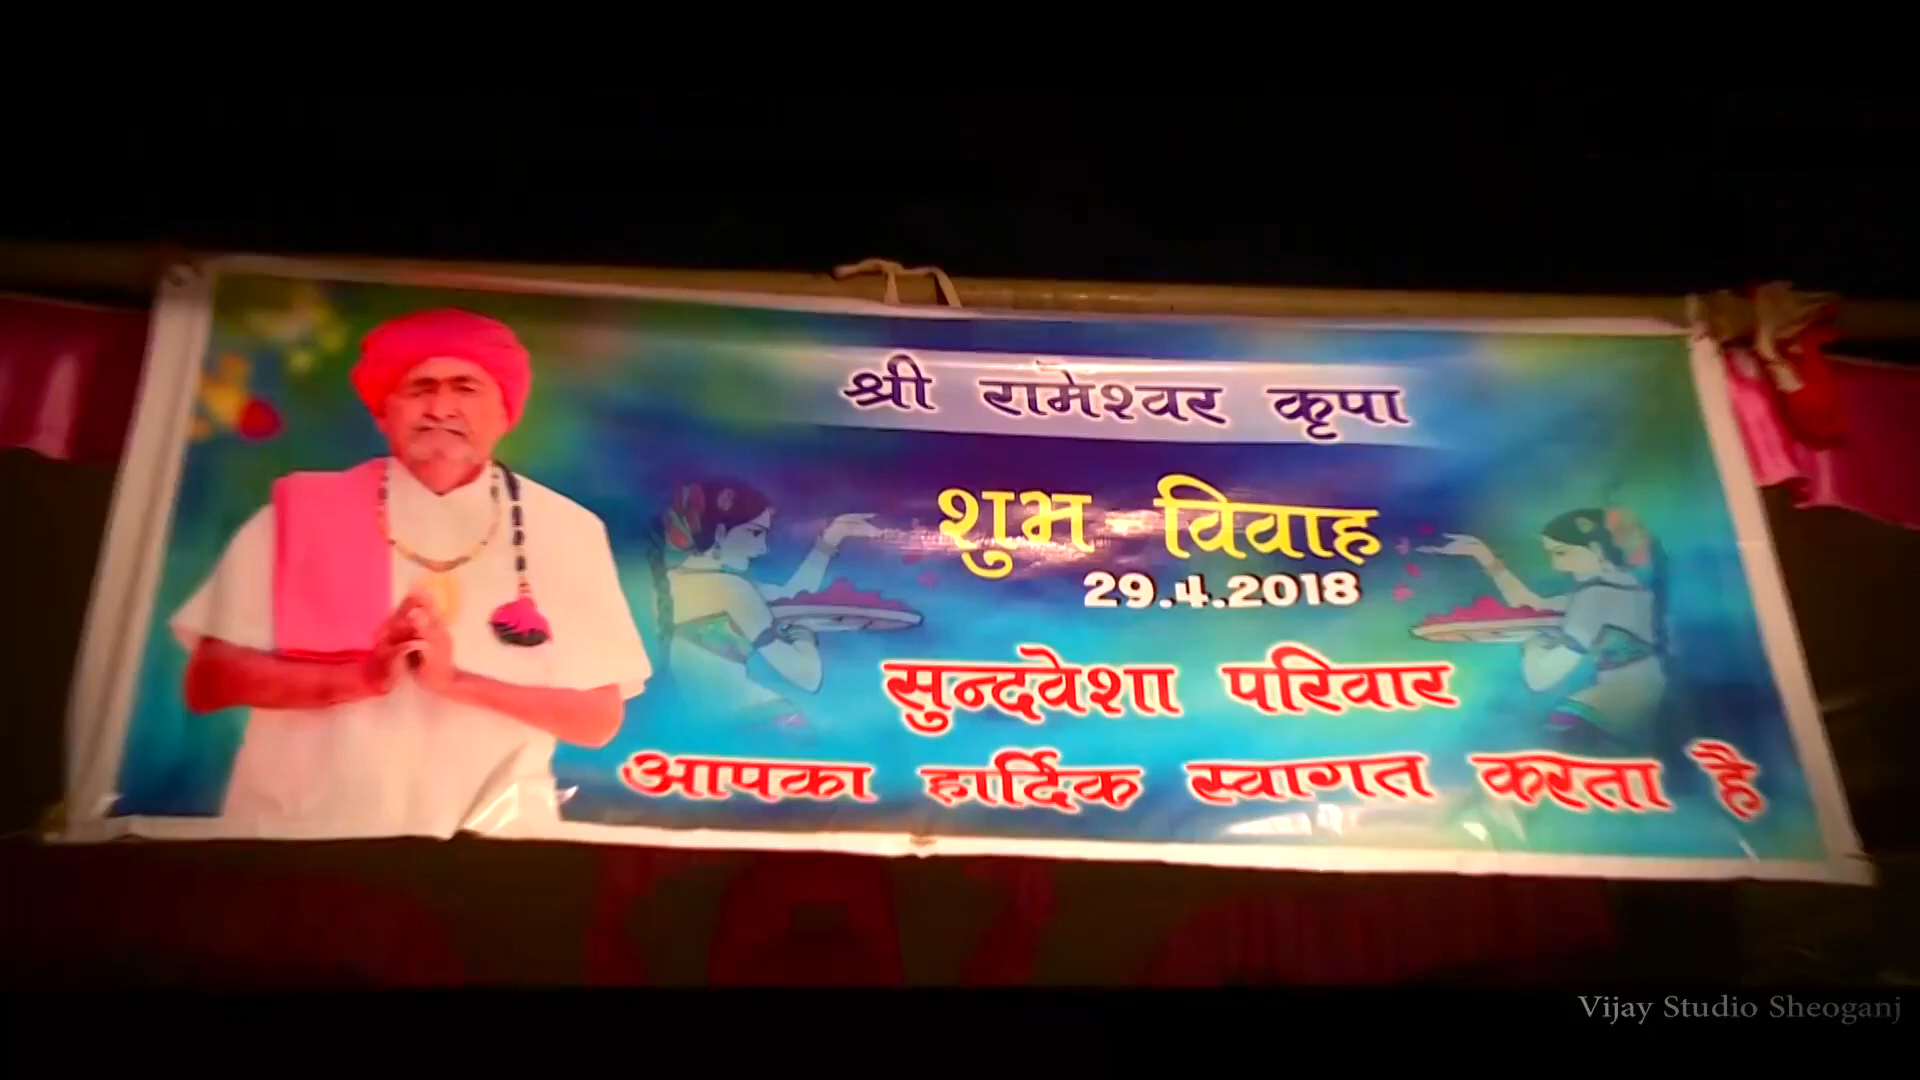 श्री रामेश्वर कृपा
शुभ विवाह
29.4.2018
सुन्दवेशा परिवार
आपका हार्दिक स्वागत करता है
Vijay Studio Sheoganj